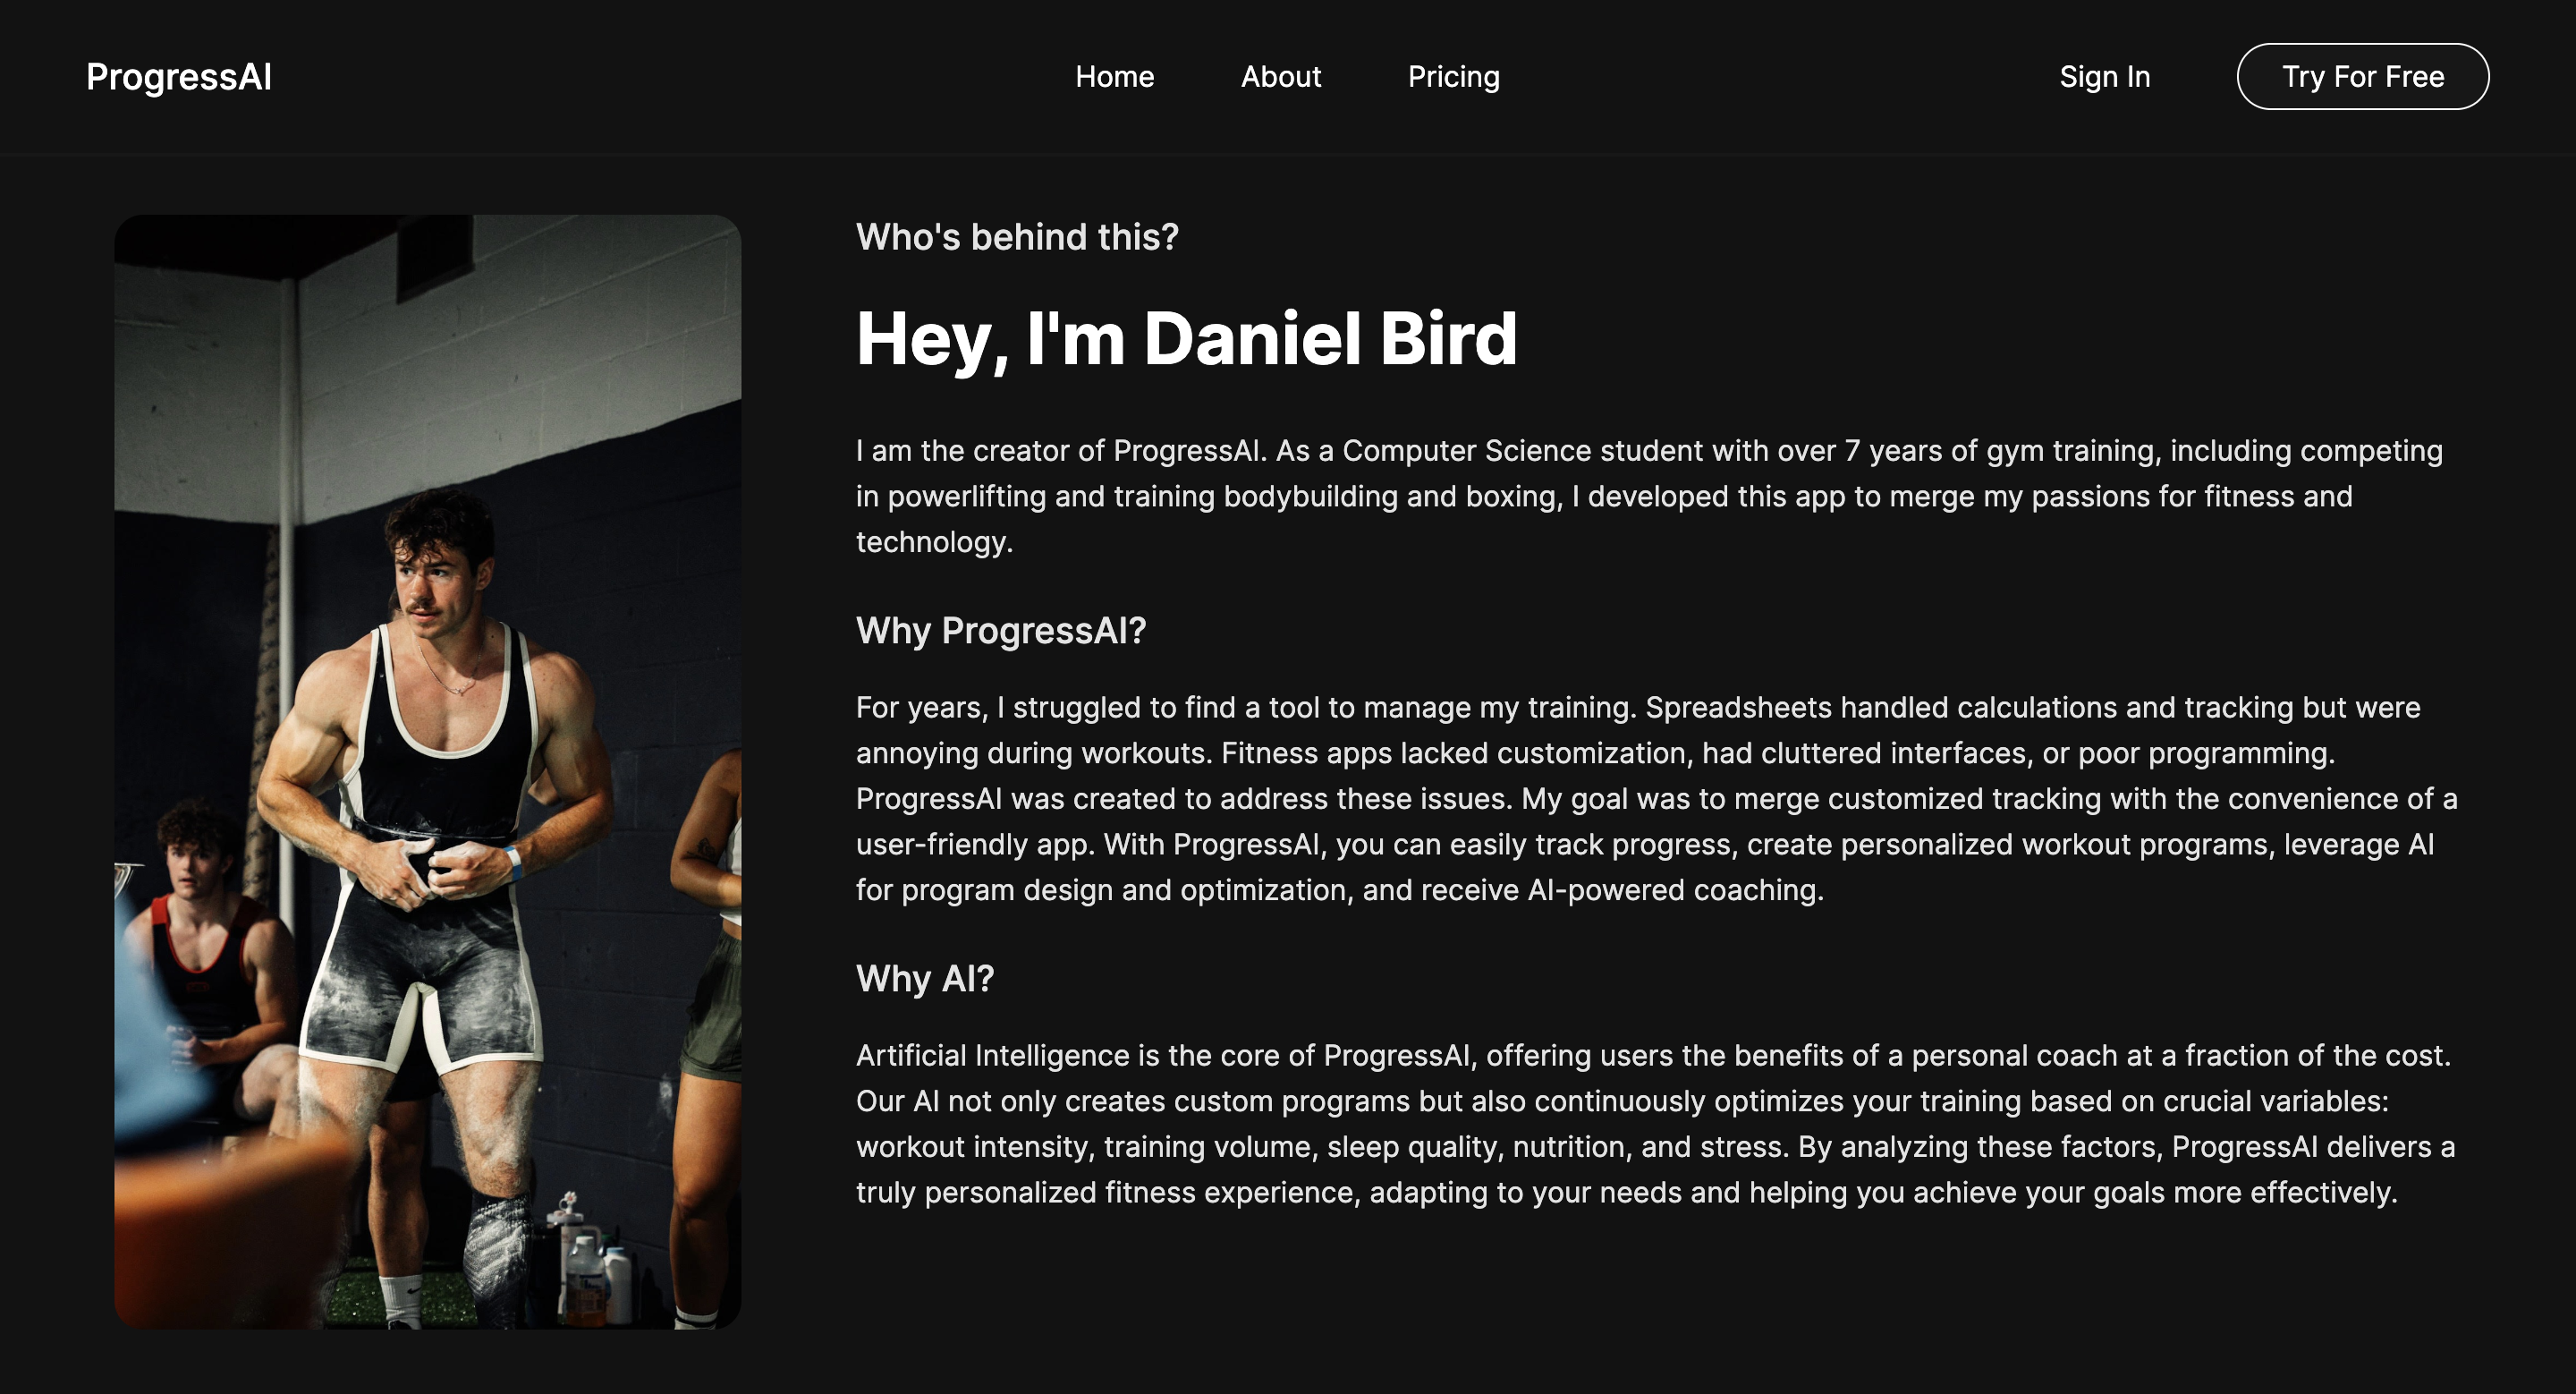 ProgressAI
Home
About
Pricing
Sign In
Try For Free
Who's behind this?
Hey, I'm Daniel Bird
I am the creator of ProgressAI. As a Computer Science student with over 7 years of gym training, including competing
in powerlifting and training bodybuilding and boxing, I developed this app to merge my passions for fitness and
technology.
Why ProgressAI?
For years, I struggled to find a tool to manage my training. Spreadsheets handled calculations and tracking but were
annoying during workouts. Fitness apps lacked customization, had cluttered interfaces, or poor programming.
ProgressAI was created to address these issues. My goal was to merge customized tracking with the convenience of a
user-friendly app. With ProgressAI, you can easily track progress, create personalized workout programs, leverage AI
for program design and optimization, and receive AI-powered coaching.
Why AI?
Artificial Intelligence is the core of ProgressAI, offering users the benefits of a personal coach at a fraction of the cost.
Our AI not only creates custom programs but also continuously optimizes your training based on crucial variables:
workout intensity, training volume, sleep quality, nutrition, and stress. By analyzing these factors, ProgressAI delivers a
truly personalized fitness experience, adapting to your needs and helping you achieve your goals more effectively.